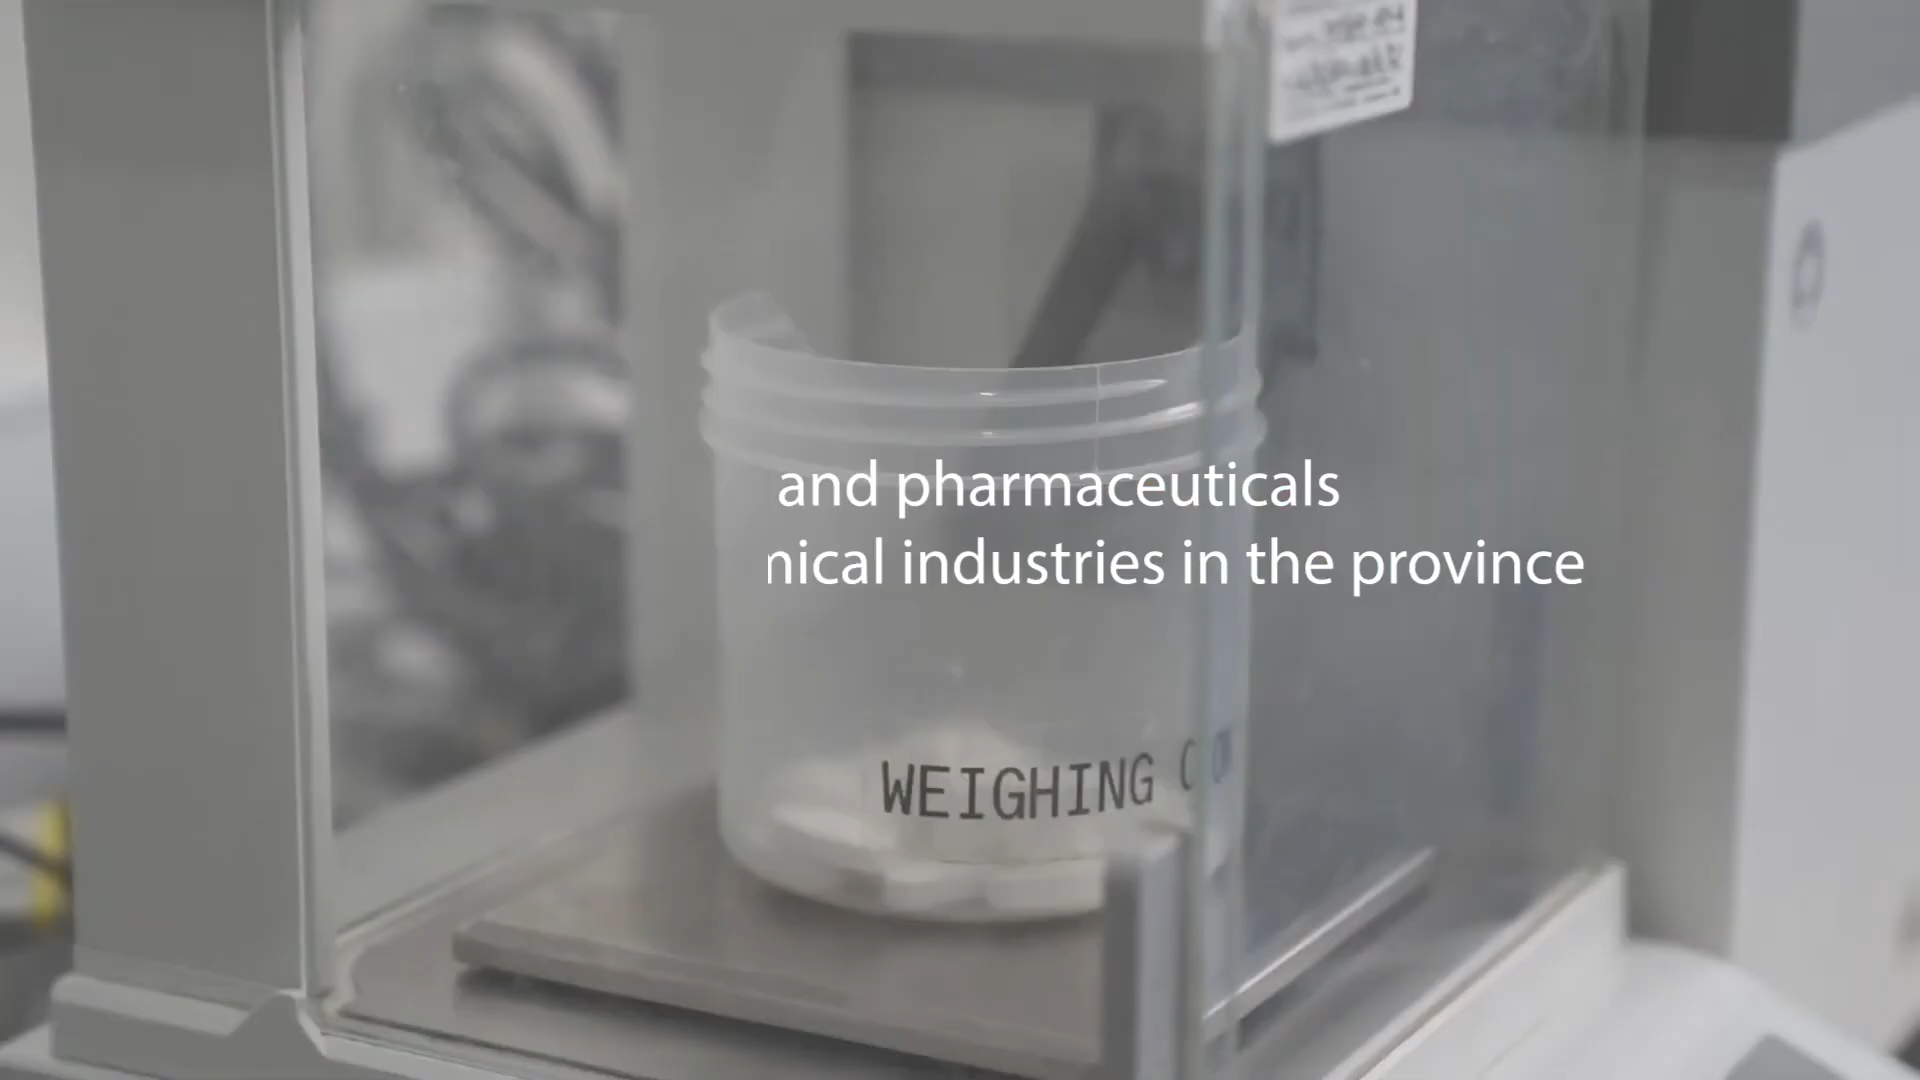 and pharmaceuticals
nical industries in the province
WEIGHING C